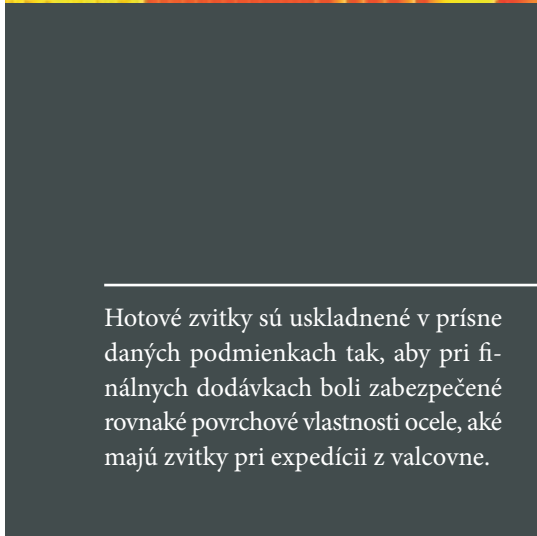 Hotové zvitky sú uskladnené v prísne
daných podmienkach tak, aby pri fi-
nálnych dodávkach boli zabezpečené
rovnaké povrchové vlastnosti ocele, aké
majú zvitky pri expedícii z valcovne.